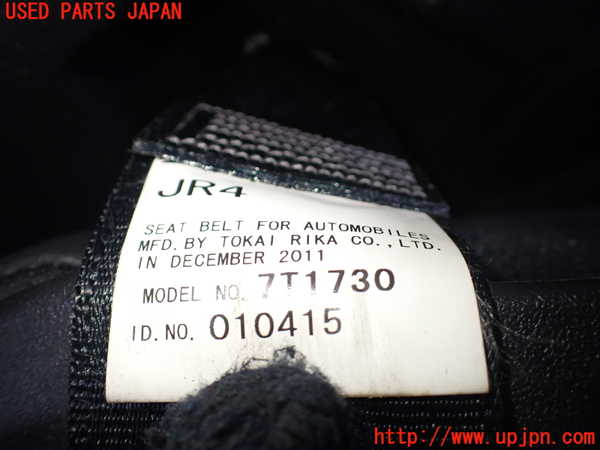 USED PARTS JAPAN
JR4
SEAT BELT FOR AUTOMOBILES
MFD. BY TOKAI RIKA CO., LTD.
IN DECEMBER 2011
MODEL NO. 7T1730
ID. NO. 010415
http://www.upjpn.com/